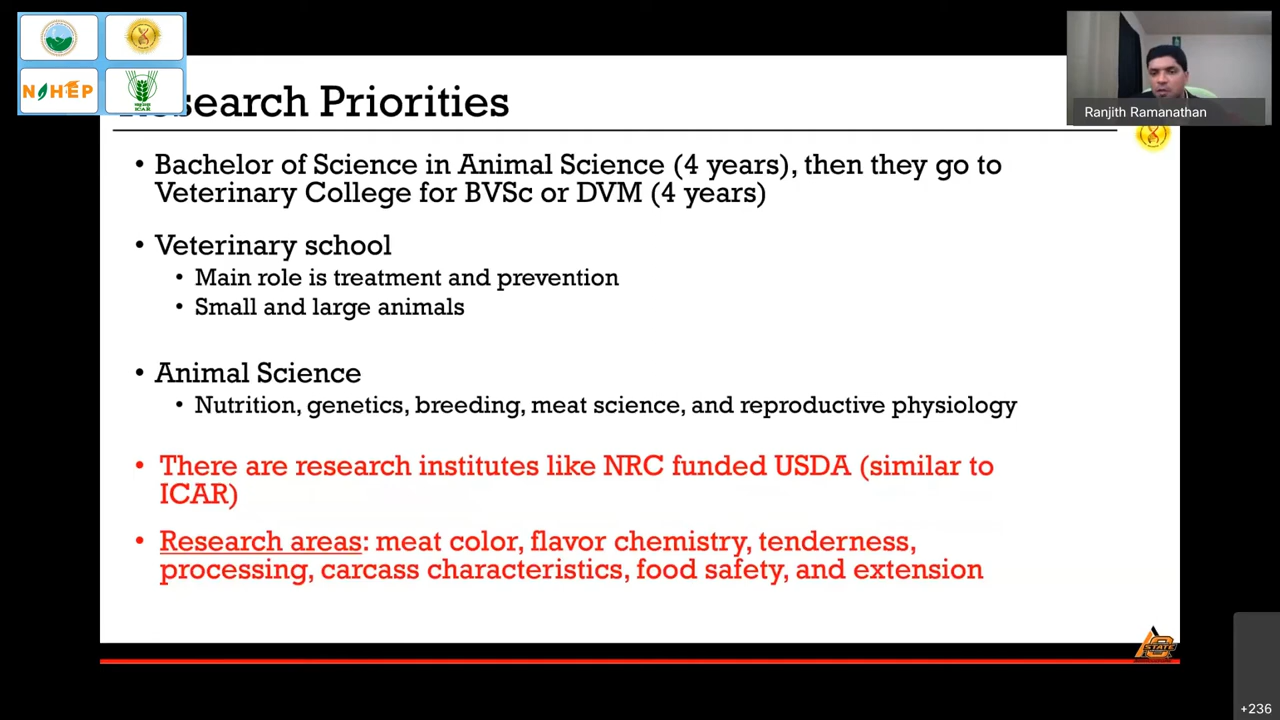 NAHEP
ICAR
Research Priorities
Ranjith Ramanathan
• Bachelor of Science in Animal Science (4 years), then they go to
Veterinary College for BVSc or DVM (4 years)
• Veterinary school
• Main role is treatment and prevention
• Small and large animals
• Animal Science
• Nutrition, genetics, breeding, meat science, and reproductive physiology
• There are research institutes like NRC funded USDA (similar to
ICAR)
• Research areas: meat color, flavor chemistry, tenderness,
processing, carcass characteristics, food safety, and extension
STATE
+236